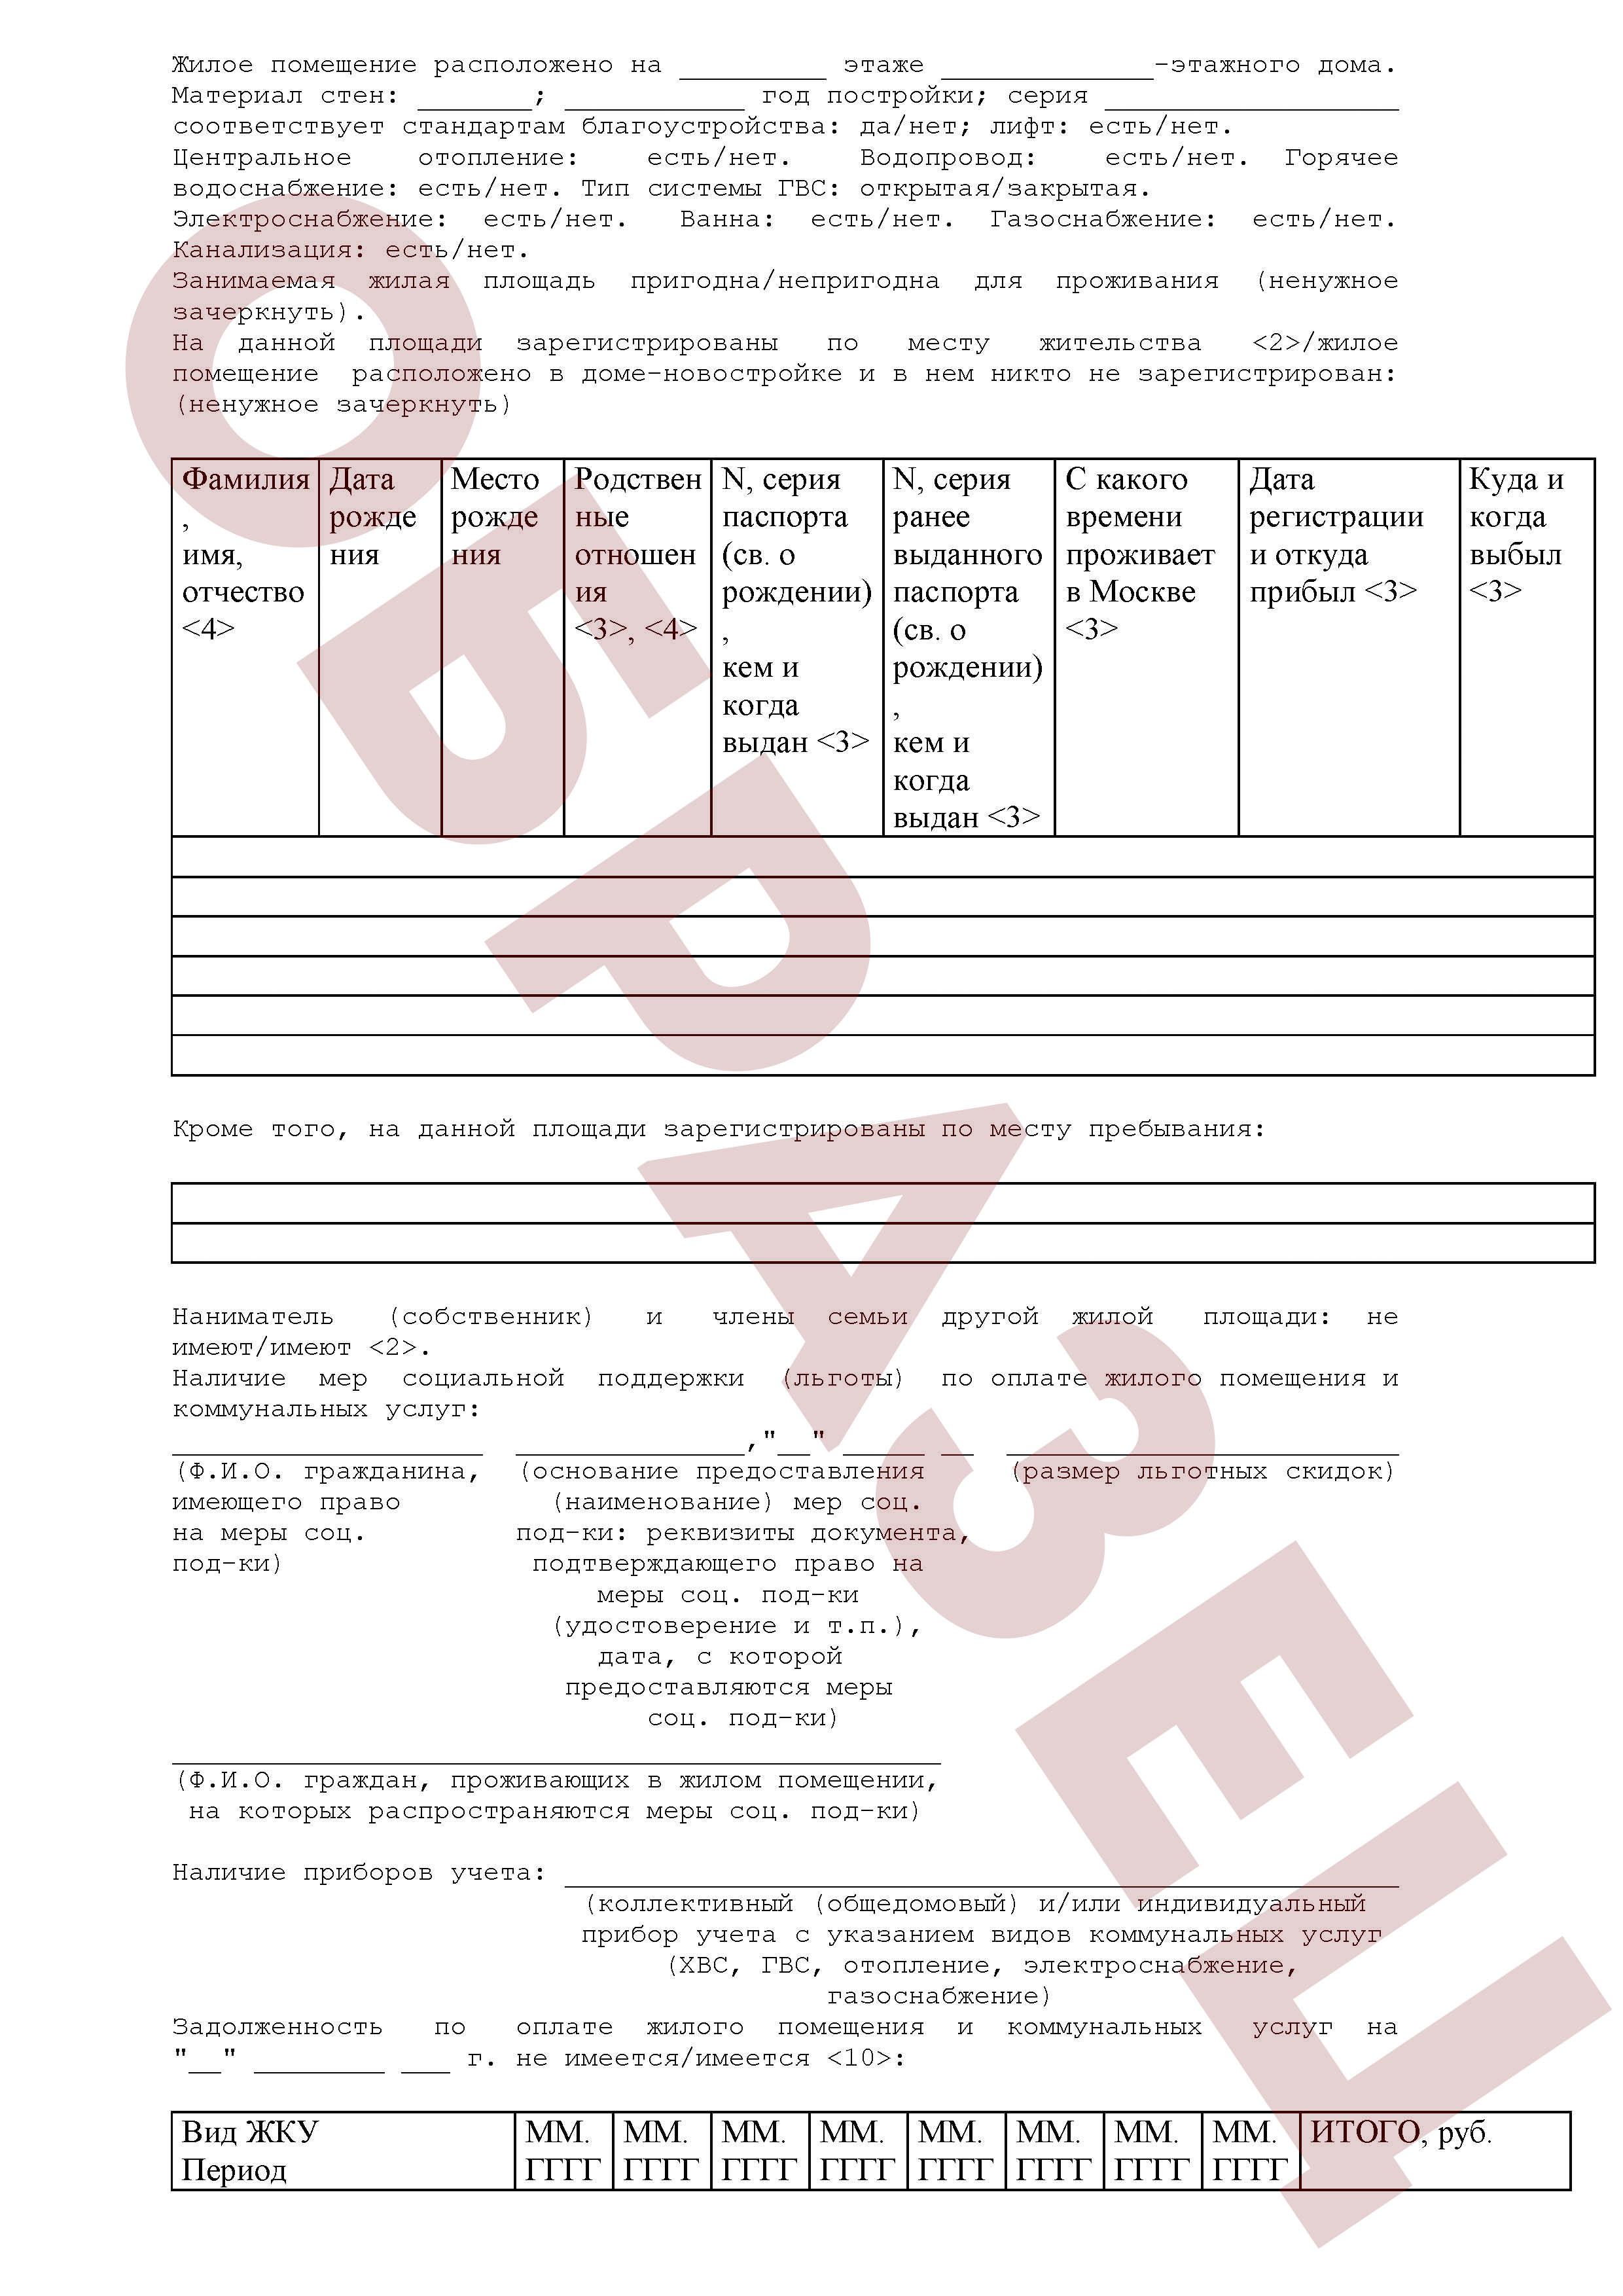 Жилое помещение расположено на _________ этаже _____________-этажного дома.
Материал стен: _______; ___________ год постройки; серия __________________
соответствует стандартам благоустройства: да/нет; лифт: есть/нет.
Центральное отопление: есть/нет. Водопровод: есть/нет. Горячее
водоснабжение: есть/нет. Тип системы ГВС: открытая/закрытая.
Электроснабжение: есть/нет. Ванна: есть/нет. Газоснабжение: есть/нет.
Канализация: есть/нет.
Занимаемая жилая площадь пригодна/непригодна для проживания (ненужное
зачеркнуть).
На данной площади зарегистрированы по месту жительства <2>/жилое
помещение расположено в доме-новостройке и в нем никто не зарегистрирован:
(ненужное зачеркнуть)
Фамилия
,
имя,
отчество
<4>
Дата
рожде
ния
Место
рожде
ния
Родствен
ные
отношен
ия
<3>, <4>
N, серия
паспорта
(св. о
рождении)
,
кем и
когда
выдан <3>
N, серия
ранее
выданного
паспорта
(св. о
рождении)
,
кем и
когда
выдан <3>
С какого
времени
проживает
в Москве
<3>
Дата
регистрации
и откуда
прибыл <3>
Куда и
когда
выбыл
<3>
Кроме того, на данной площади зарегистрированы по месту пребывания:
Наниматель (собственник) и члены семьи другой жилой площади: не
имеют/имеют <2>.
Наличие мер социальной поддержки (льготы) по оплате жилого помещения и
коммунальных услуг:
___________________ ______________,"__" _____ __ ________________________
(Ф.И.О. гражданина, (основание предоставления (размер льготных скидок)
имеющего право (наименование) мер соц.
на меры соц. под-ки: реквизиты документа,
под-ки) подтверждающего право на
меры соц. под-ки
(удостоверение и т.п.),
дата, с которой
предоставляются меры
соц. под-ки)
_______________________________________________
(Ф.И.О. граждан, проживающих в жилом помещении,
на которых распространяются меры соц. под-ки)
Наличие приборов учета: ___________________________________________________
(коллективный (общедомовый) и/или индивидуальный
прибор учета с указанием видов коммунальных услуг
(ХВС, ГВС, отопление, электроснабжение,
газоснабжение)
Задолженность по оплате жилого помещения и коммунальных услуг на
"__" ________ ___ г. не имеется/имеется <10>:
Вид ЖКУ
Период
ММ.
ГГГГ
ММ.
ГГГГ
ММ.
ГГГГ
ММ.
ГГГГ
ММ.
ГГГГ
ММ.
ГГГГ
ММ.
ГГГГ
ММ.
ГГГГ
ИТОГО, руб.
ОБРАЗЕЦ